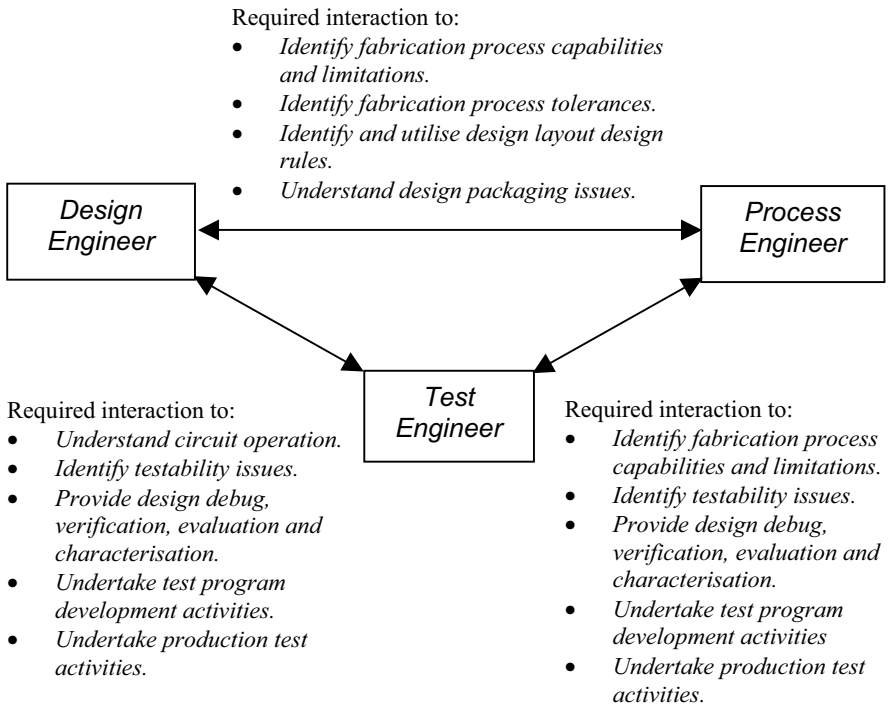 Required interaction to:
• Identify fabrication process capabilities
and limitations.
• Identify fabrication process tolerances.
• Identify and utilise design layout design
rules.
• Understand design packaging issues.
Design
Engineer
Process
Engineer
Test
Engineer
Required interaction to:
• Understand circuit operation.
• Identify testability issues.
• Provide design debug,
verification, evaluation and
characterisation.
• Undertake test program
development activities.
• Undertake production test
activities.
Required interaction to:
• Identify fabrication process
capabilities and limitations.
• Identify testability issues.
• Provide design debug,
verification, evaluation and
characterisation.
• Undertake test program
development activities
• Undertake production test
activities.